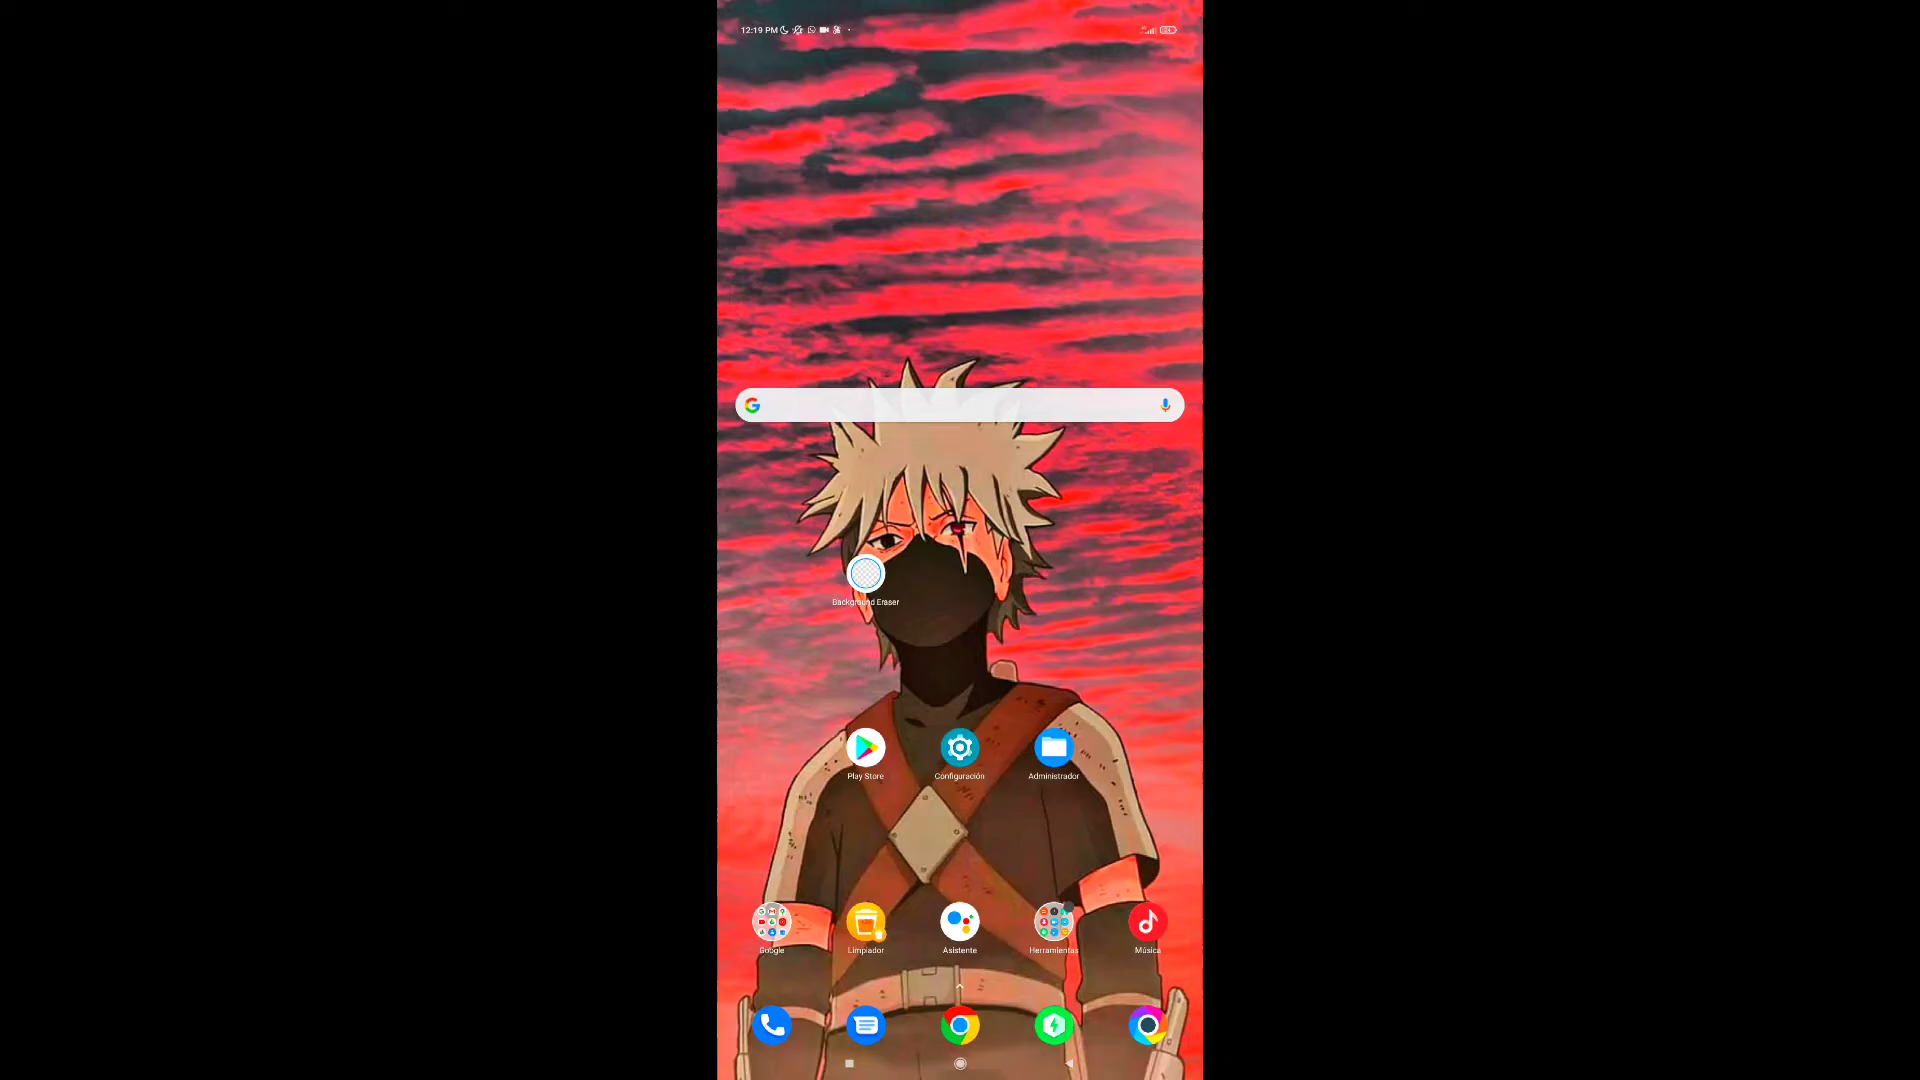 12:19 PM
Background Eraser
Play Store
Configuración
Administrador
Google
Limpiador
Asistente
Herramientas
Música